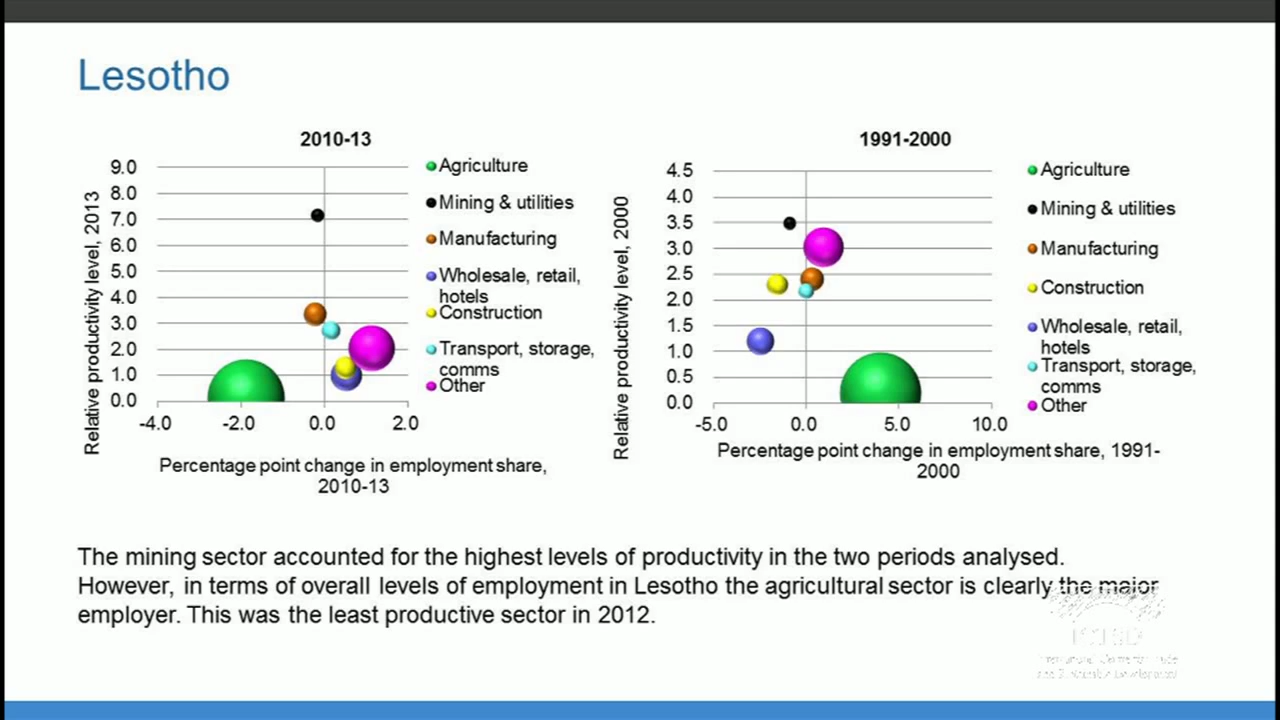 Lesotho
2010-13
9.0
8.0
7.0
6.0
5.0
4.0
3.0
2.0
1.0
0.0
-4.0 -2.0 0.0 2.0
Relative productivity level, 2013
Percentage point change in employment share,
2010-13
Agriculture
Mining & utilities
Manufacturing
Wholesale, retail,
hotels
Construction
Transport, storage,
comms
Other
1991-2000
4.5
4.0
3.5
3.0
2.5
2.0
1.5
1.0
0.5
0.0
-5.0 0.0 5.0 10.0
Relative productivity level, 2000
Percentage point change in employment share, 1991-
2000
Agriculture
Mining & utilities
Manufacturing
Construction
Wholesale, retail,
hotels
Transport, storage,
comms
Other
The mining sector accounted for the highest levels of productivity in the two periods analysed.
However, in terms of overall levels of employment in Lesotho the agricultural sector is clearly the major
employer. This was the least productive sector in 2012.